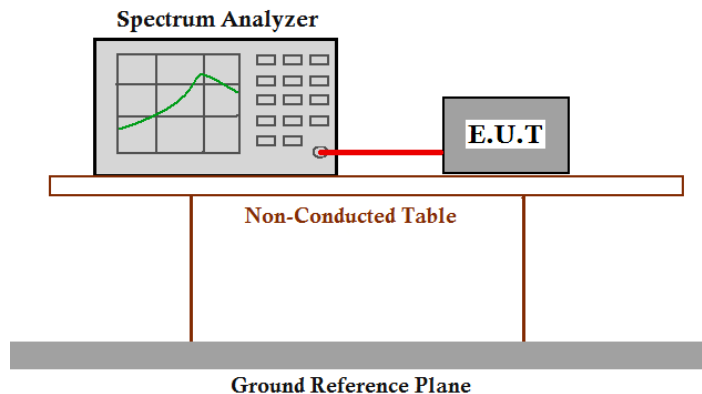 Spectrum Analyzer
E.U.T
Non-Conducted Table
Ground Reference Plane